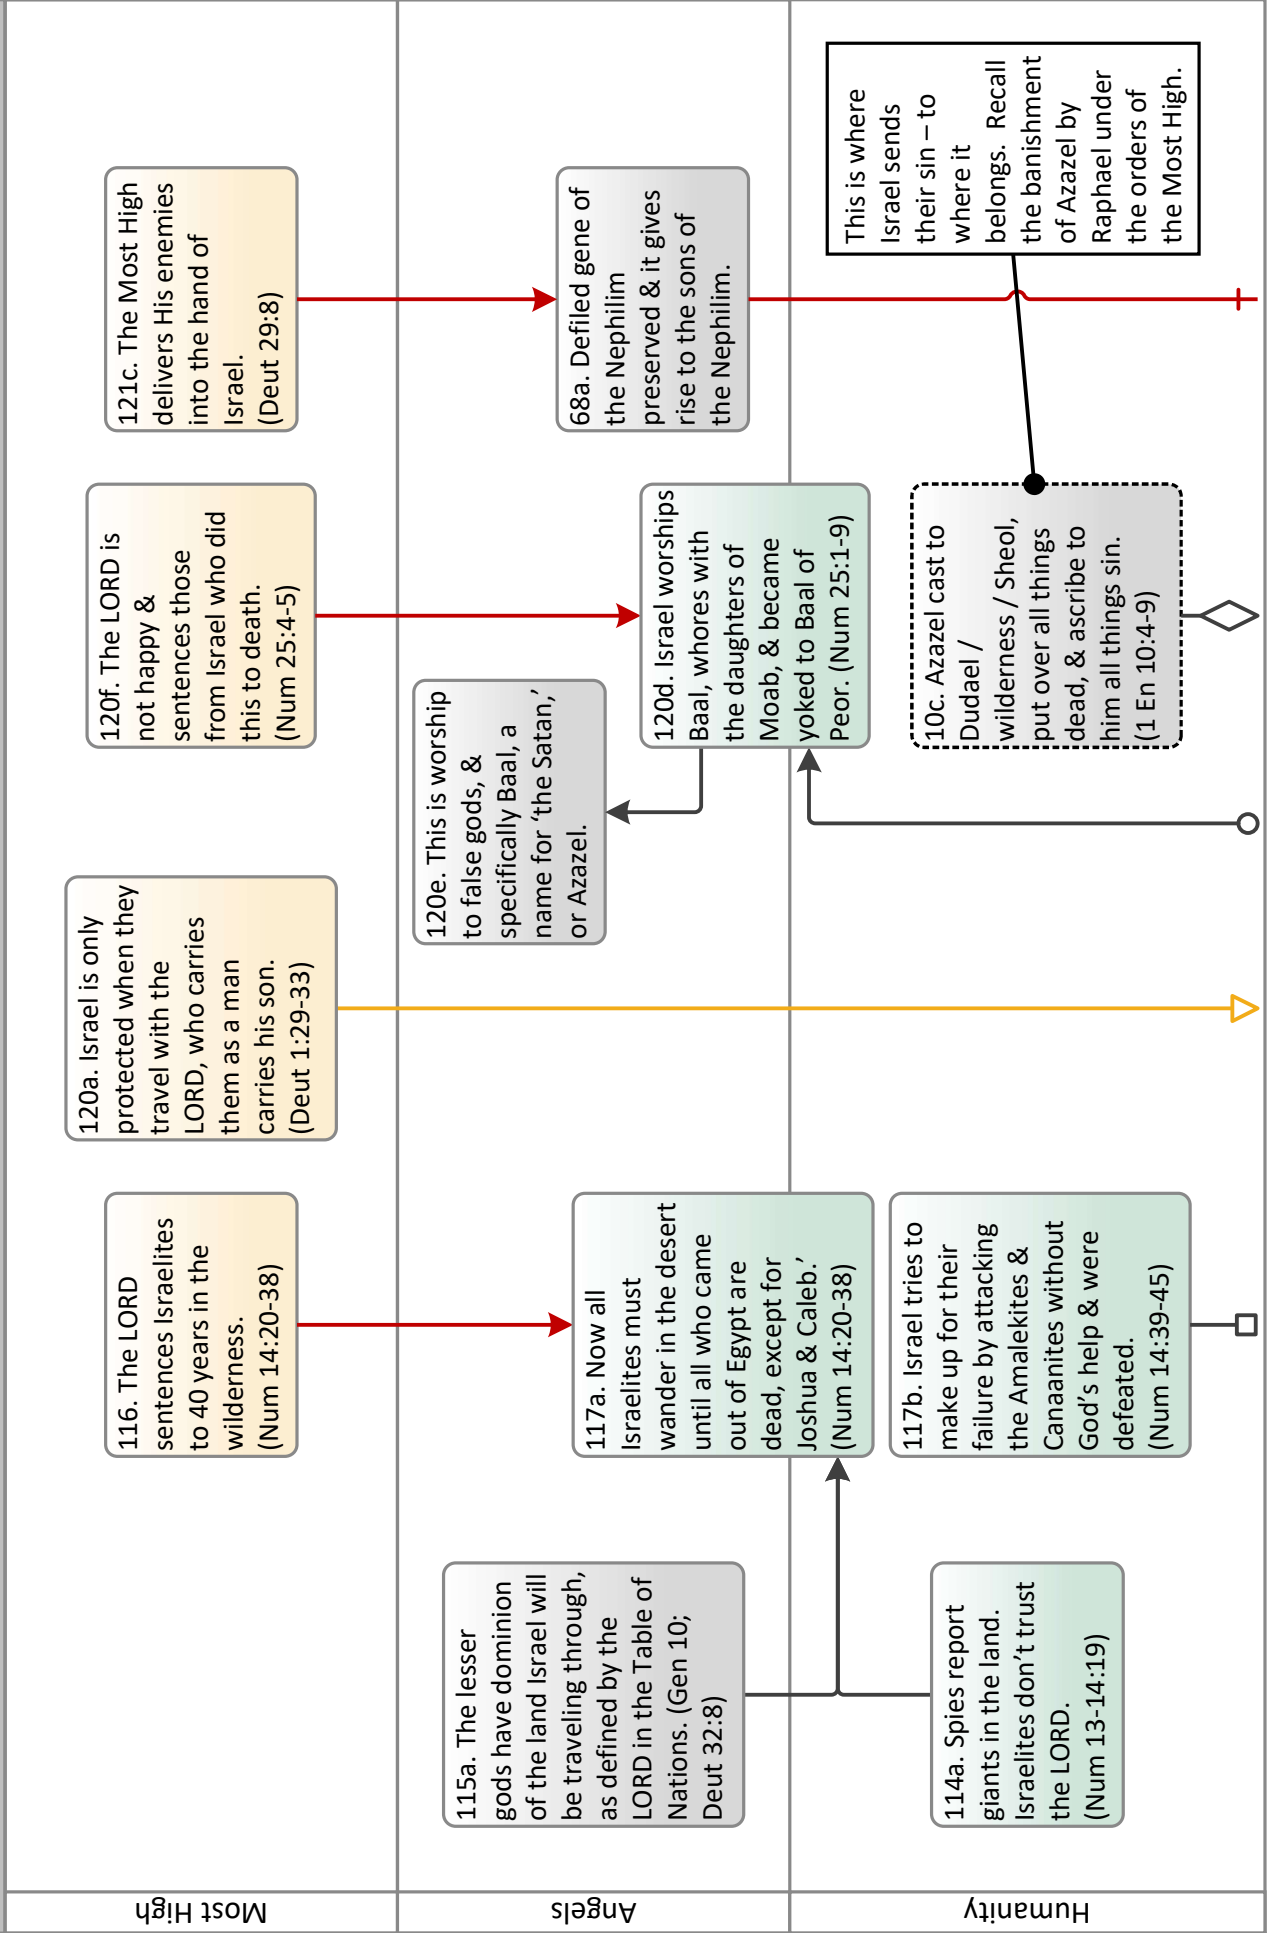 Most High
Angels
Humanity
116. The LORD
sentences Israelites
to 40 years in the
wilderness.
(Num 14:20-38)
120a. Israel is only
protected when they
travel with the
LORD, who carries
them as a man
carries his son.
(Deut 1:29-33)
120f. The LORD is
not happy &
sentences those
from Israel who did
this to death.
(Num 25:4-5)
121c. The Most High
delivers His enemies
into the hand of
Israel.
(Deut 29:8)
115a. The lesser
gods have dominion
of the land Israel will
be traveling through,
as defined by the
LORD in the Table of
Nations. (Gen 10;
Deut 32:8)
117a. Now all
Israelites must
wander in the desert
until all who came
out of Egypt are
dead, except for
Joshua & Caleb.’
(Num 14:20-38)
120e. This is worship
to false gods, &
specifically Baal, a
name for ‘the Satan,’
or Azazel.
120d. Israel worships
Baal, whores with
the daughters of
Moab, & became
yoked to Baal of
Peor. (Num 25:1-9)
68a. Defiled gene of
the Nephilim
preserved & it gives
rise to the sons of
the Nephilim.
114a. Spies report
giants in the land.
Israelites don’t trust
the LORD.
(Num 13-14:19)
117b. Israel tries to
make up for their
failure by attacking
the Amalekites &
Canaanites without
God’s help & were
defeated.
(Num 14:39-45)
10c. Azazel cast to
Dudael /
wilderness / Sheol,
put over all things
dead, & ascribe to
him all things sin.
(1 En 10:4-9)
This is where
Israel sends
their sin – to
where it
belongs. Recall
the banishment
of Azazel by
Raphael under
the orders of
the Most High.